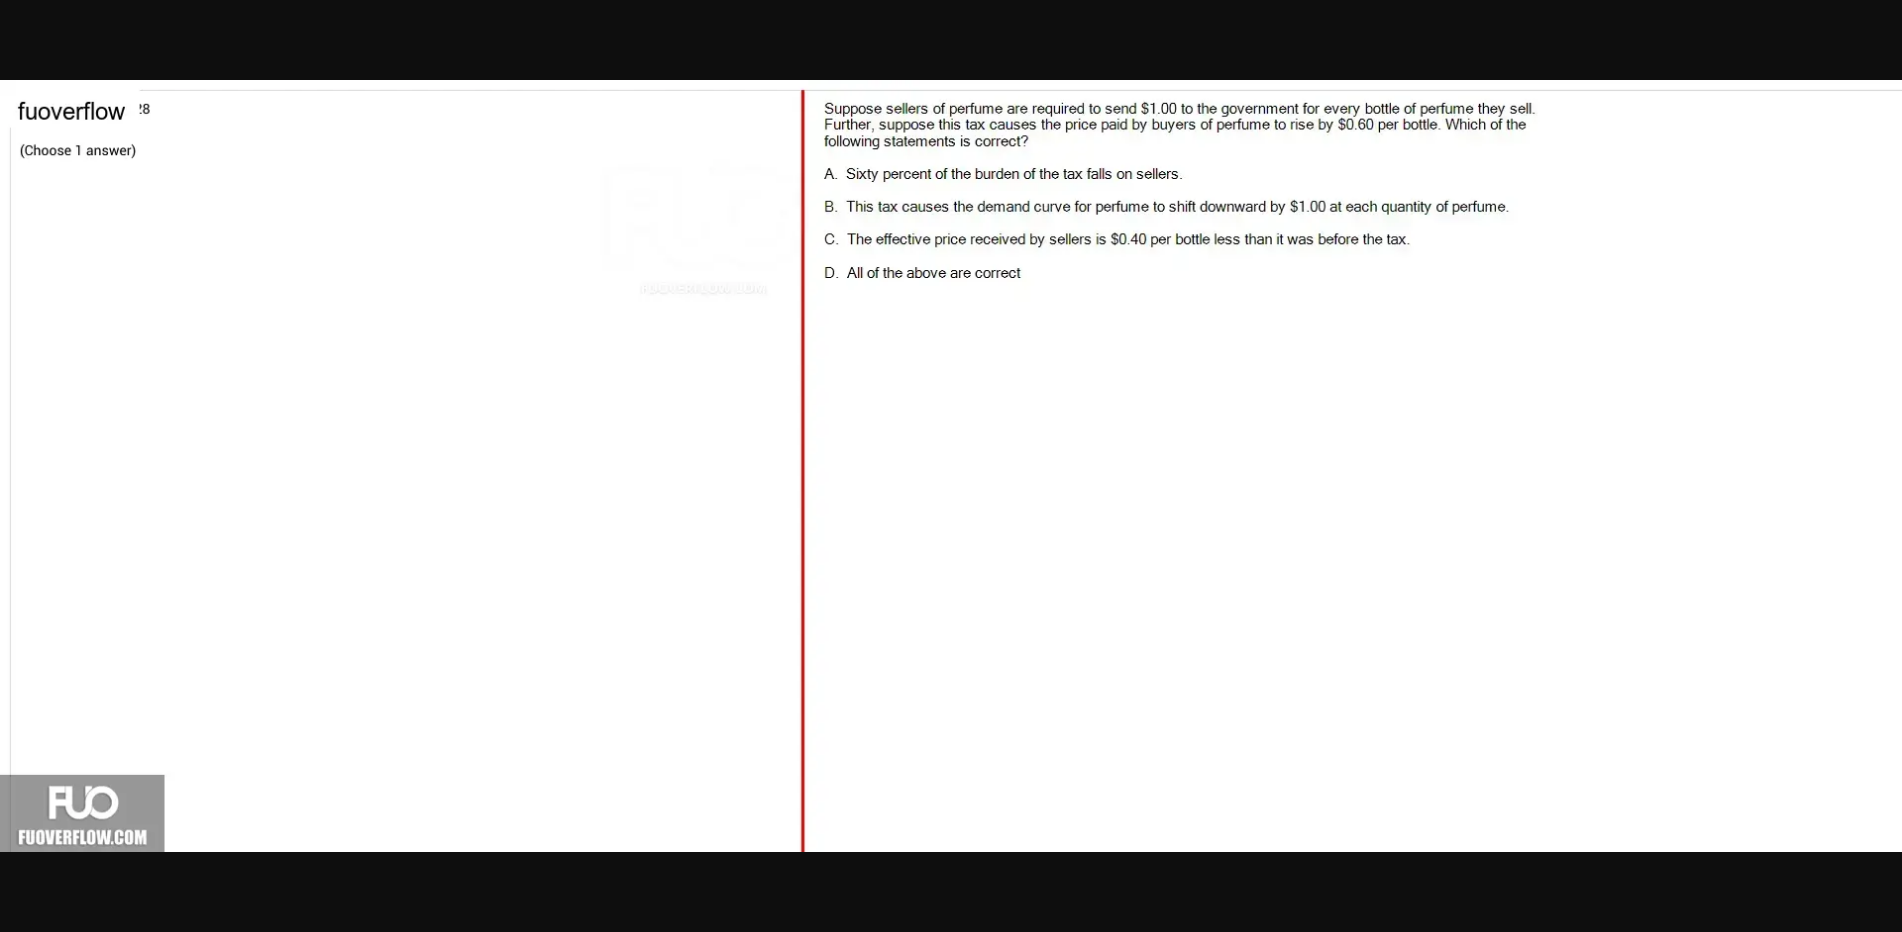 fuoverflow
28
(Choose 1 answer)
Suppose sellers of perfume are required to send $1.00 to the government for every bottle of perfume they sell.
Further, suppose this tax causes the price paid by buyers of perfume to rise by $0.60 per bottle. Which of the
following statements is correct?
A. Sixty percent of the burden of the tax falls on sellers.
B. This tax causes the demand curve for perfume to shift downward by $1.00 at each quantity of perfume.
C. The effective price received by sellers is $0.40 per bottle less than it was before the tax.
D. All of the above are correct
FUOVERFLOW.COM
FUO
FUOVERFLOW.COM